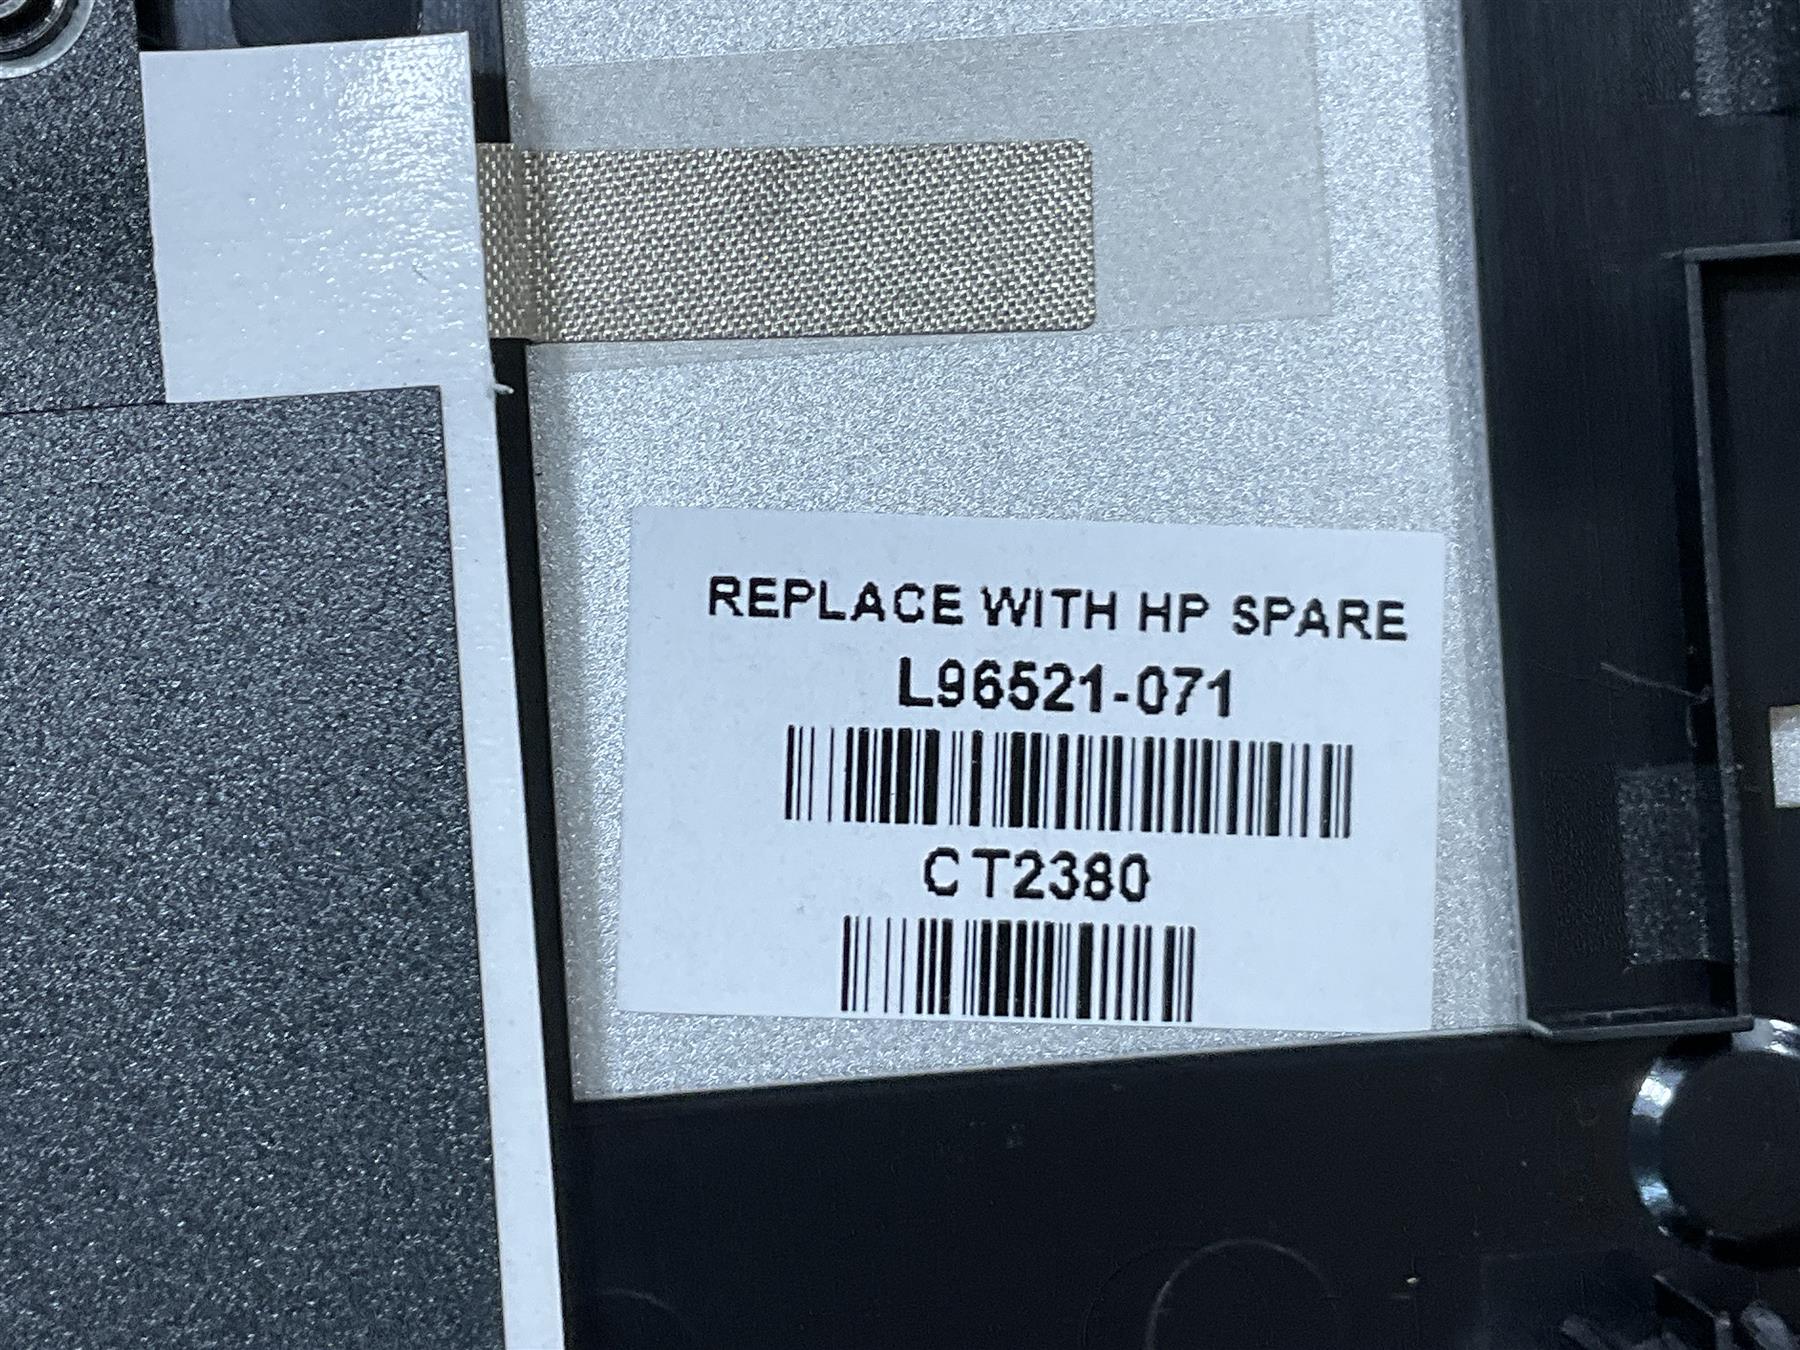 REPLACE WITH HP SPARE
L96521-071
CT2380